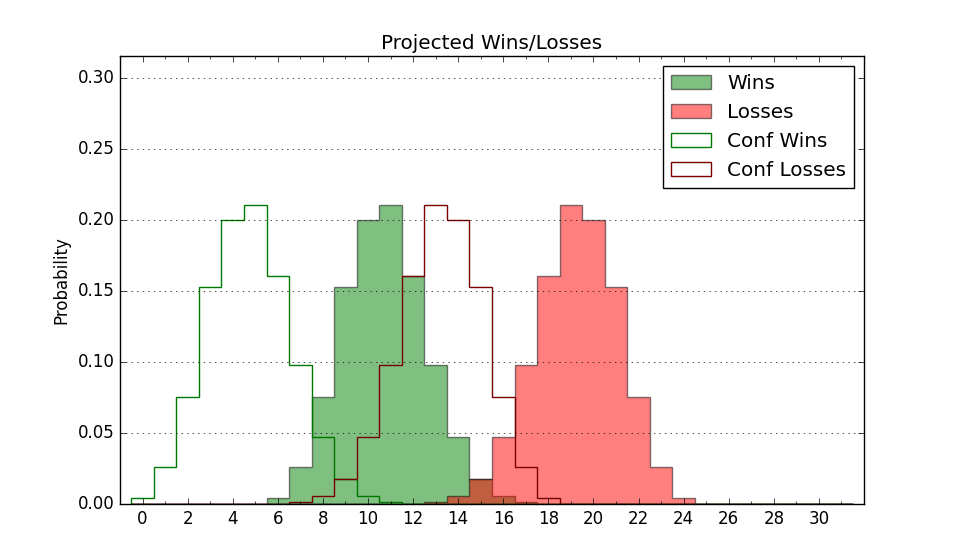 Projected Wins/Losses
0.30
0.25
0.20
0.15
0.10
0.05
0.00
Probability
Wins
Losses
Conf Wins
Conf Losses
0 2 4 6 8 10 12 14 16 18 20 22 24 26 28 30